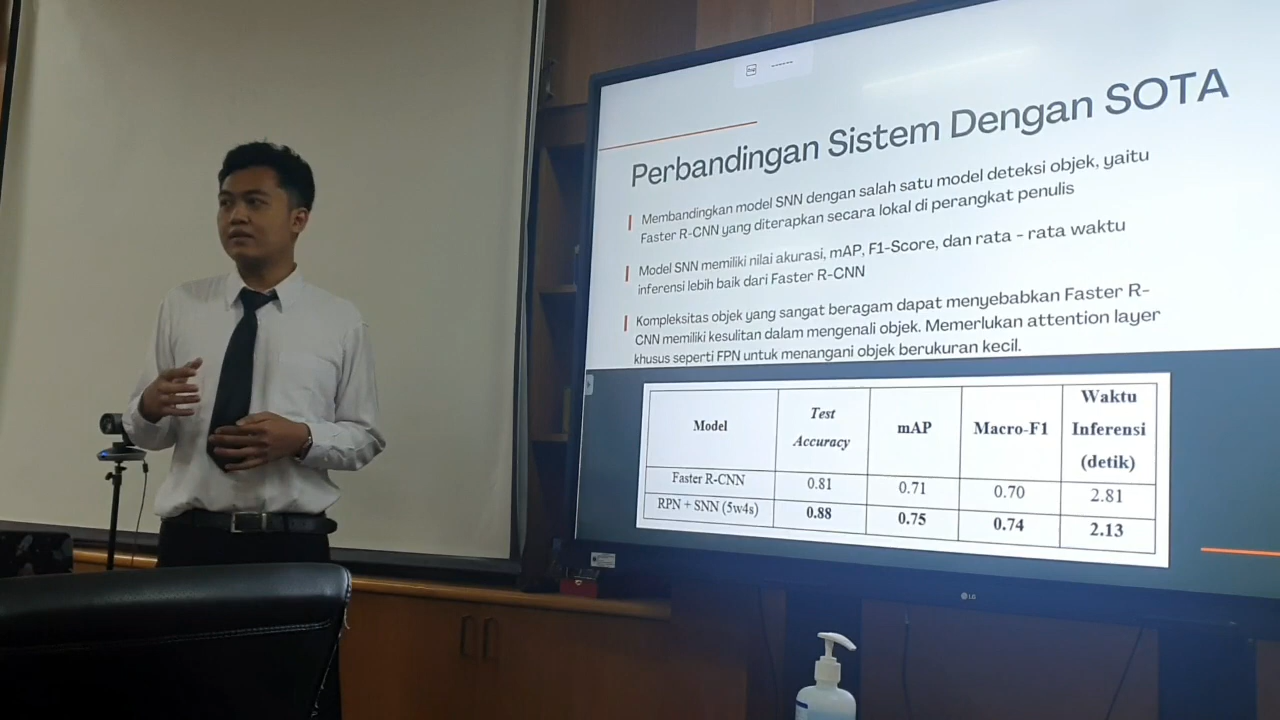 Perbandingan Sistem Dengan SOTA
Membandingkan model SNN dengan salah satu model deteksi objek, yaitu
Faster R-CNN yang diterapkan secara lokal di perangkat penulis
Model SNN memiliki nilai akurasi, mAP, F1-Score, dan rata - rata waktu
inferensi lebih baik dari Faster R-CNN
Kompleksitas objek yang sangat beragam dapat menyebabkan Faster R-
CNN memiliki kesulitan dalam mengenali objek. Memerlukan attention layer
khusus seperti FPN untuk menangani objek berukuran kecil.
Model Test Accuracy mAP Macro-F1 Waktu Inferensi (detik)
Faster R-CNN 0.81 0.71 0.70 2.81
RPN + SNN (5w4s) 0.88 0.75 0.74 2.13
LG